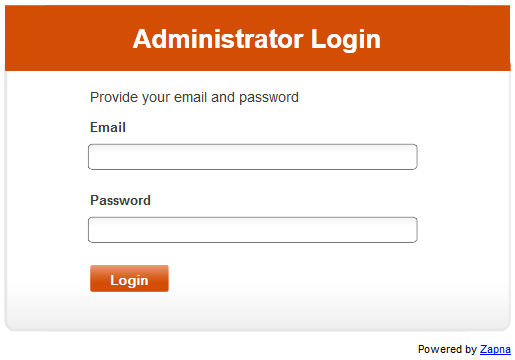 Administrator Login
Provide your email and password
Email
Password
Login
Powered by Zapna